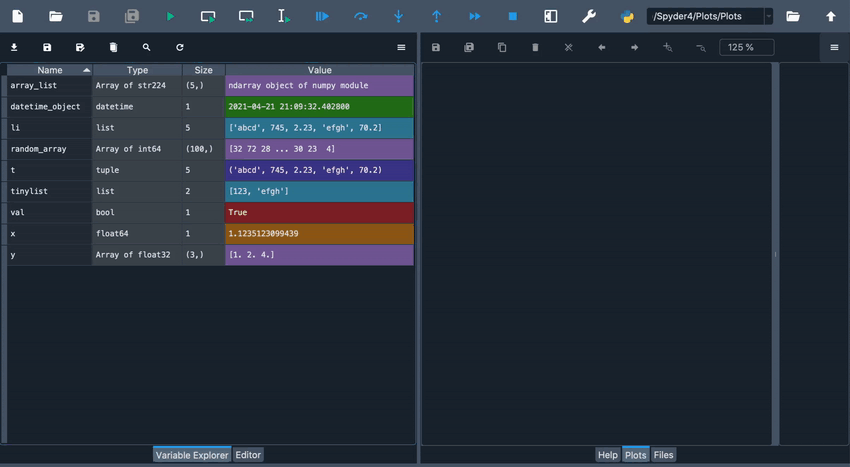 /Spyder4/Plots/Plots
125 %
Name Type Size Value
array_list Array of str224 (5,) ndarray object of numpy module
datetime_object datetime 1 2021-04-21 21:09:32.402800
li list 5 ['abcd', 745, 2.23, 'efgh', 70.2]
random_array Array of int64 (100,) [32 72 28 ... 30 23  4]
t tuple 5 ('abcd', 745, 2.23, 'efgh', 70.2)
tinylist list 2 [123, 'efgh']
val bool 1 True
x float64 1 1.1235123099439
y Array of float32 (3,) [1. 2. 4.]
Variable Explorer Editor
Help Plots Files